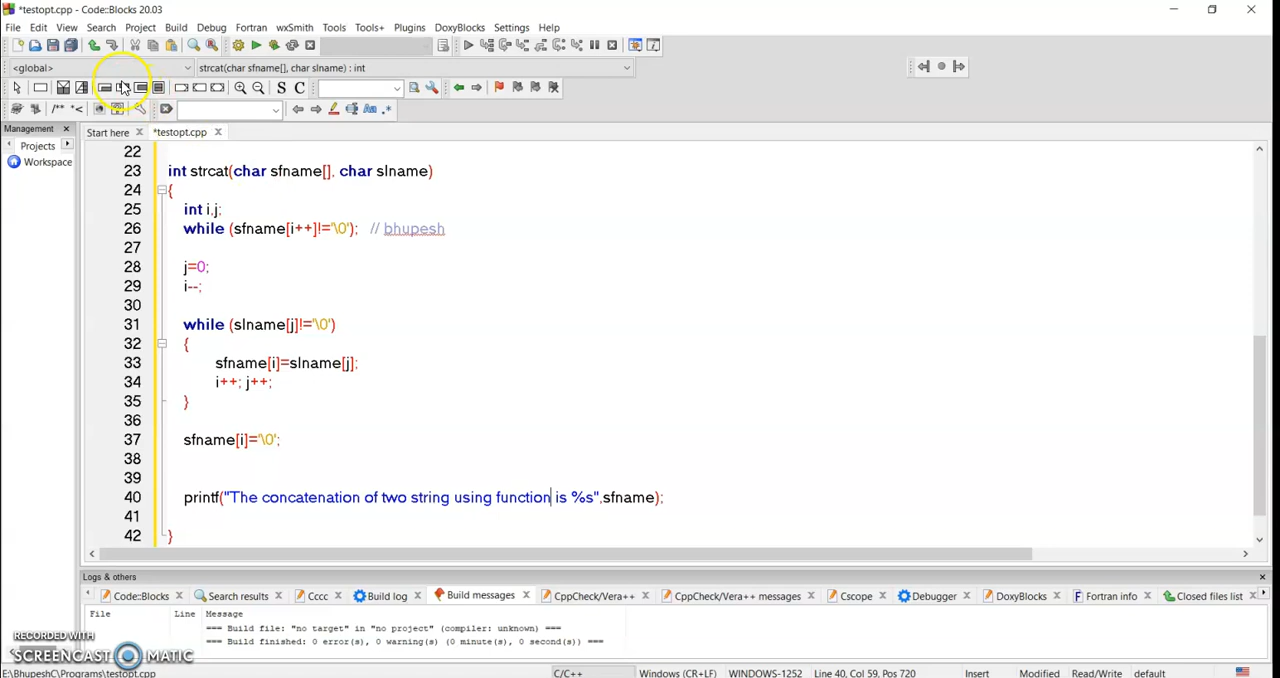 *testopt.cpp - Code::Blocks 20.03
File Edit View Search Project Build Debug Fortran wxSmith Tools Tools+ Plugins DoxyBlocks Settings Help
<global> strcat(char sfname[], char slname) : int
S C
/** *< Aa .*
Management Start here *testopt.cpp
Projects
Workspace
22
23 int strcat(char sfname[], char slname)
24 {
25 int i,j;
26 while (sfname[i++]!='\0'); // bhupesh
27
28 j=0;
29 i--;
30
31 while (slname[j]!='\0')
32 {
33 sfname[i]=slname[j];
34 i++; j++;
35 }
36
37 sfname[i]='\0';
38
39
40 printf("The concatenation of two string using function is %s",sfname);
41
42 }
Logs & others
Code::Blocks Search results Cccc Build log Build messages CppCheck/Vera++ CppCheck/Vera++ messages Cscope Debugger DoxyBlocks Fortran info Closed files list
File Line Message
=== Build file: "no target" in "no project" (compiler: unknown) ===
=== Build finished: 0 error(s), 0 warning(s) (0 minute(s), 0 second(s)) ===
RECORDED WITH
SCREENCAST MATIC
E:\BhupeshC\Programs\testopt.cpp C/C++ Windows (CR+LF) WINDOWS-1252 Line 40, Col 59, Pos 720 Insert Modified Read/Write default